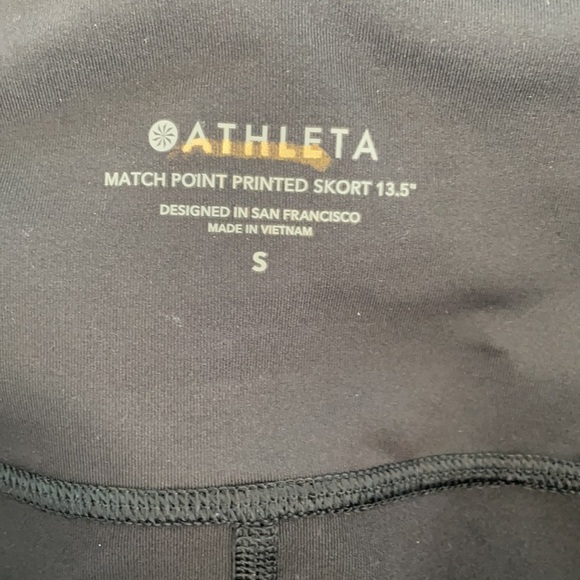 ATHLETA
MATCH POINT PRINTED SKORT 13.5"
DESIGNED IN SAN FRANCISCO
MADE IN VIETNAM
S